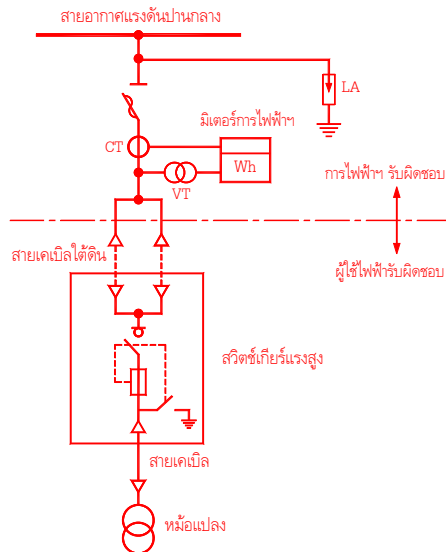 สายอากาศแรงดันปานกลาง
LA
มิเตอร์การไฟฟ้าฯ
CT
Wh
VT
การไฟฟ้าฯ รับผิดชอบ
สายเคเบิลใต้ดิน
ผู้ใช้ไฟฟ้ารับผิดชอบ
สวิตช์เกียร์แรงสูง
สายเคเบิล
หม้อแปลง